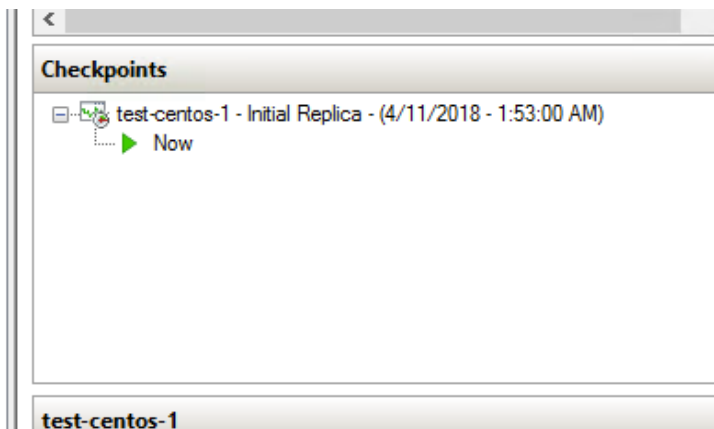 Checkpoints
test-centos-1 - Initial Replica - (4/11/2018 - 1:53:00 AM)
Now
test-centos-1